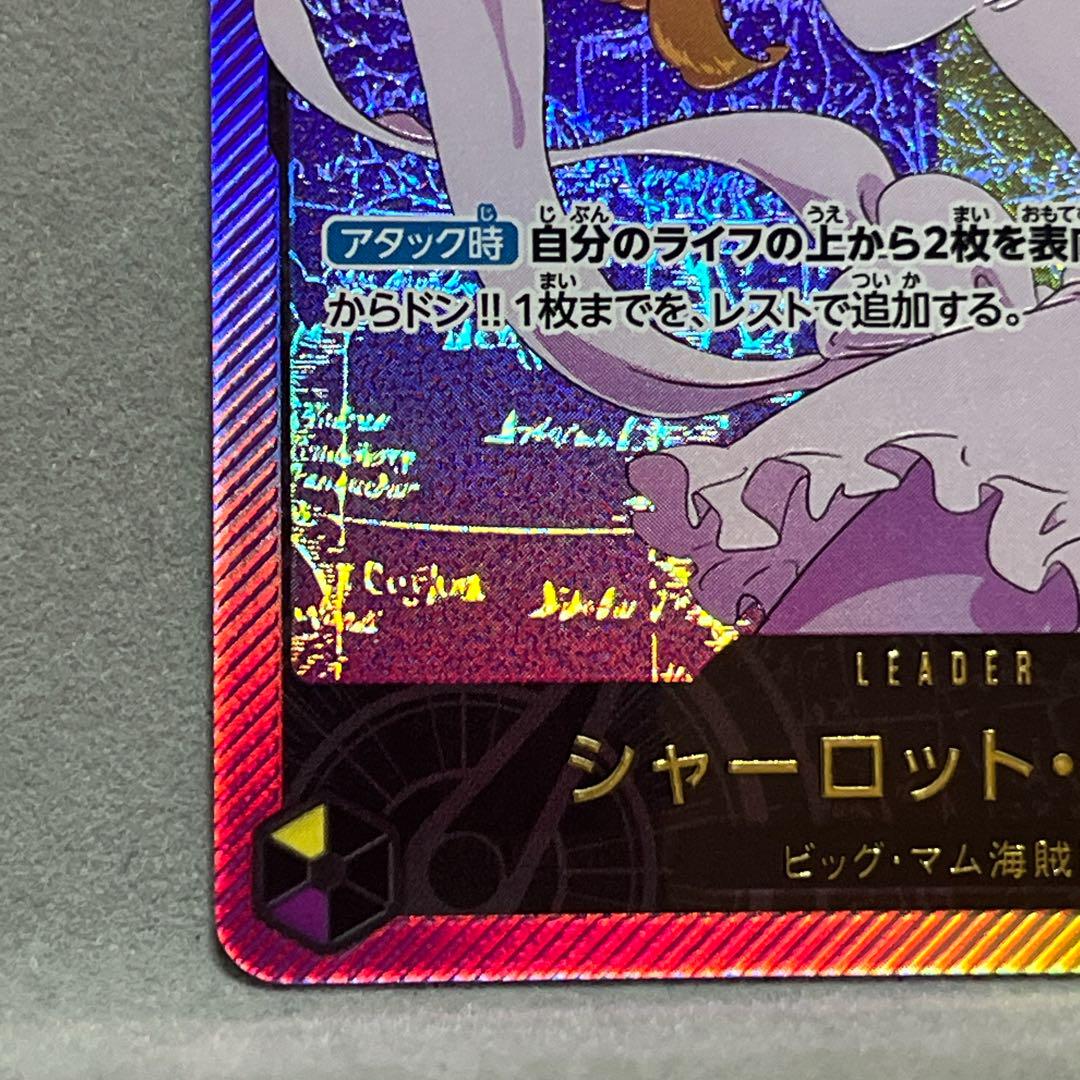 アタック時 自分のライフの上から2枚を表
からドン!!1枚までを、レストで追加する。
LEADER
シャーロット・
ビッグ・マム海賊